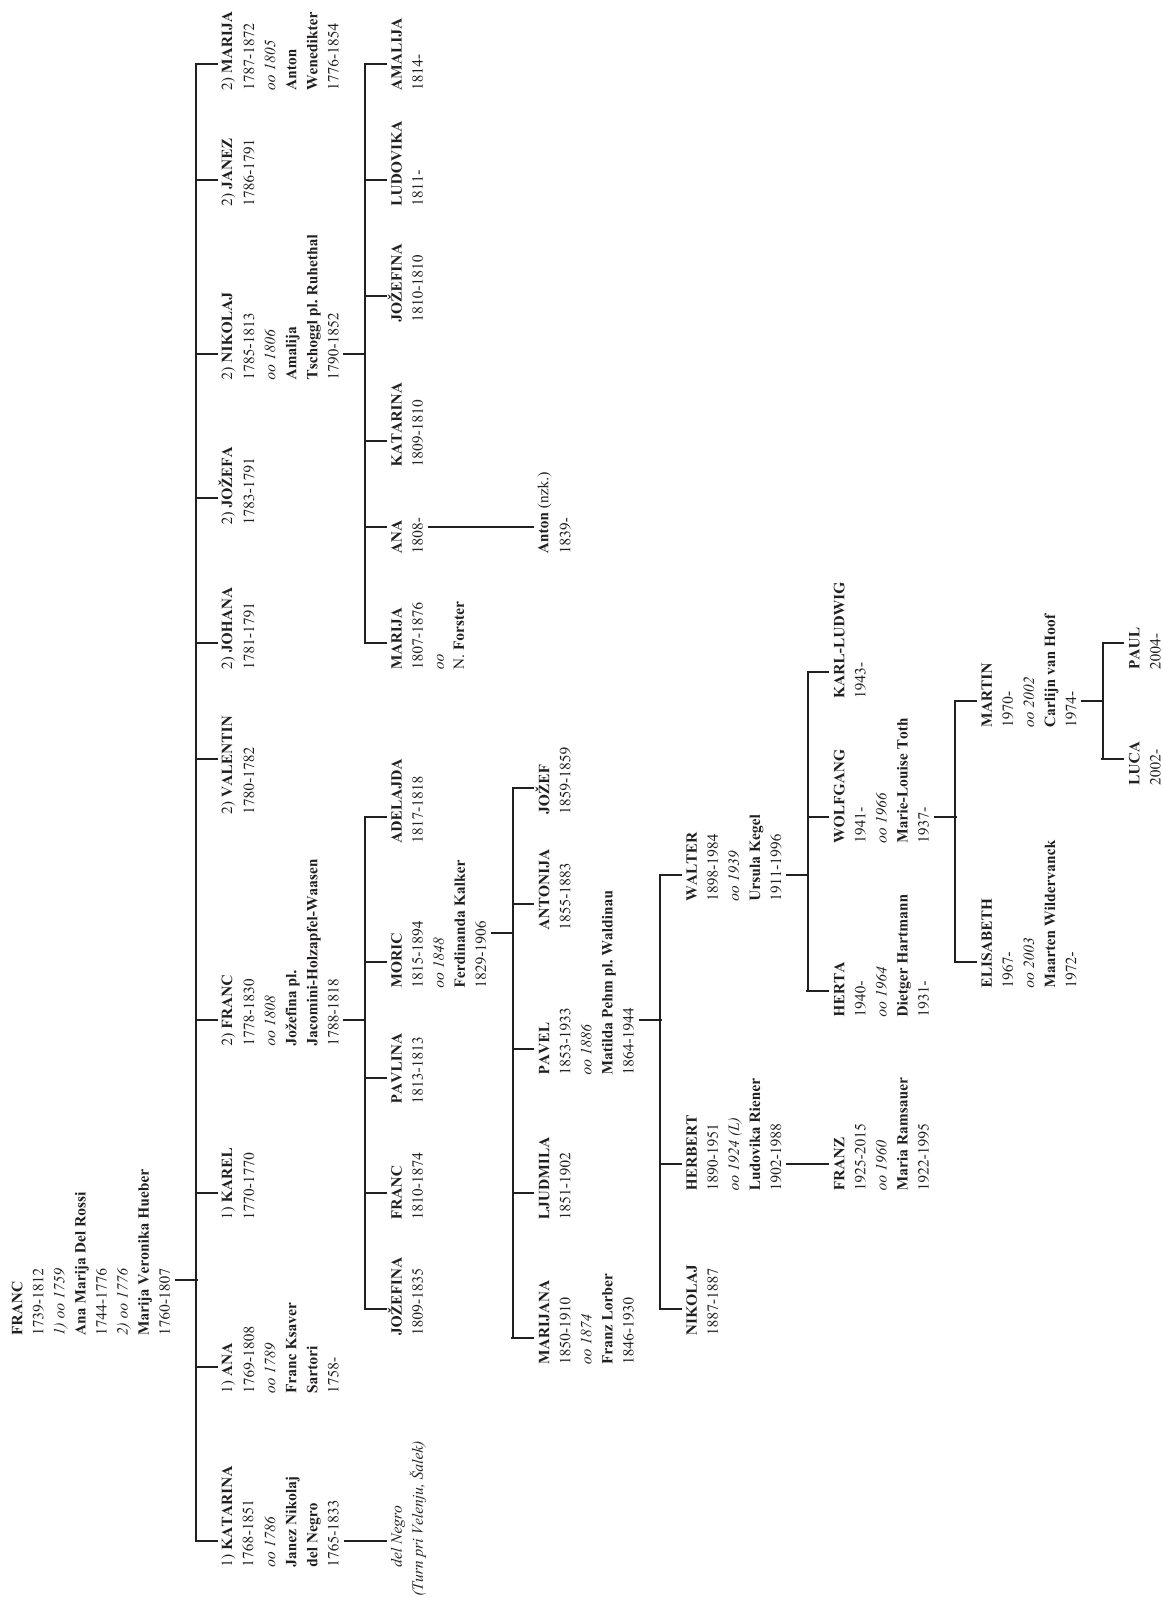 FRANC
1739-1812
1) oo 1759
Ana Marija Del Rossi
1744-1776
2) oo 1776
Marija Veronika Hueber
1760-1807
1) KATARINA
1768-1851
oo 1786
Janez Nikolaj
del Negro
1765-1833
1) ANA
1769-1808
oo 1789
Franc Ksaver
Sartori
1758-
1) KAREL
1770-1770
2) FRANC
1778-1830
oo 1808
Jožefina pl.
Jacomini-Holzapfel-Waasen
1788-1818
2) VALENTIN
1780-1782
2) JOHANA
1781-1791
2) JOŽEFA
1783-1791
2) NIKOLAJ
1785-1813
oo 1806
Amalija
Tschoggl pl. Ruhethal
1790-1852
2) JANEZ
1786-1791
2) MARIJA
1787-1872
oo 1805
Anton
Wenedikter
1776-1854
del Negro
(Turn pri Velenju, Šalek)
JOŽEFINA
1809-1835
FRANC
1810-1874
PAVLINA
1813-1813
MORIC
1815-1894
oo 1848
Ferdinanda Kalker
1829-1906
ADELAJDA
1817-1818
MARIJA
1807-1876
oo
N. Forster
ANA
1808-
KATARINA
1809-1810
JOŽEFINA
1810-1810
LUDOVIKA
1811-
AMALIJA
1814-
MARIJANA
1850-1910
oo 1874
Franz Lorber
1846-1930
LJUDMILA
1851-1902
PAVEL
1853-1933
oo 1886
Matilda Pehm pl. Waldinau
1864-1944
ANTONIJA
1855-1883
JOŽEF
1859-1859
Anton (nzk.)
1839-
NIKOLAJ
1887-1887
HERBERT
1890-1951
oo 1924 (L)
Ludovika Riener
1902-1988
WALTER
1898-1984
oo 1939
Ursula Kegel
1911-1996
FRANZ
1925-2015
oo 1960
Maria Ramsauer
1922-1995
HERTA
1940-
oo 1964
Dietger Hartmann
1931-
WOLFGANG
1941-
oo 1966
Marie-Louise Toth
1937-
KARL-LUDWIG
1943-
ELISABETH
1967-
oo 2003
Maarten Wildervanck
1972-
MARTIN
1970-
oo 2002
Carlijn van Hoof
1974-
LUCA
2002-
PAUL
2004-